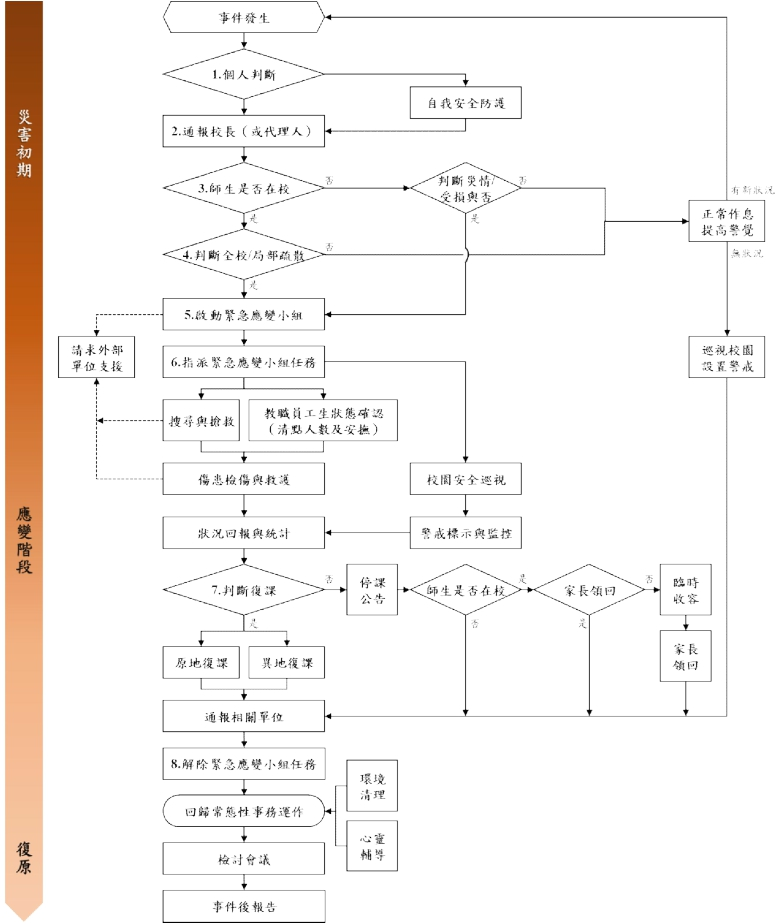 災害初期
事件發生
1.個人判斷
自我安全防護
2.通報校長（或代理人）
3.師生是否在校
否
判斷災情/
受損與否
否
有新狀況
是
是
正常作息
提高警覺
4.判斷全校/局部疏散
否
無狀況
是
5.啟動緊急應變小組
請求外部
單位支援
6.指派緊急應變小組任務
巡視校園
設置警戒
搜尋與搶救
教職員工生狀態確認
（清點人數及安撫）
應變階段
傷患檢傷與救護
校園安全巡視
狀況回報與統計
警戒標示與監控
7.判斷復課
否
停課
公告
師生是否在校
是
家長領回
否
臨時
收容
是
否
是
原地復課
異地復課
家長
領回
通報相關單位
8.解除緊急應變小組任務
環境
清理
回歸常態性事務運作
心靈
輔導
復原
檢討會議
事件後報告